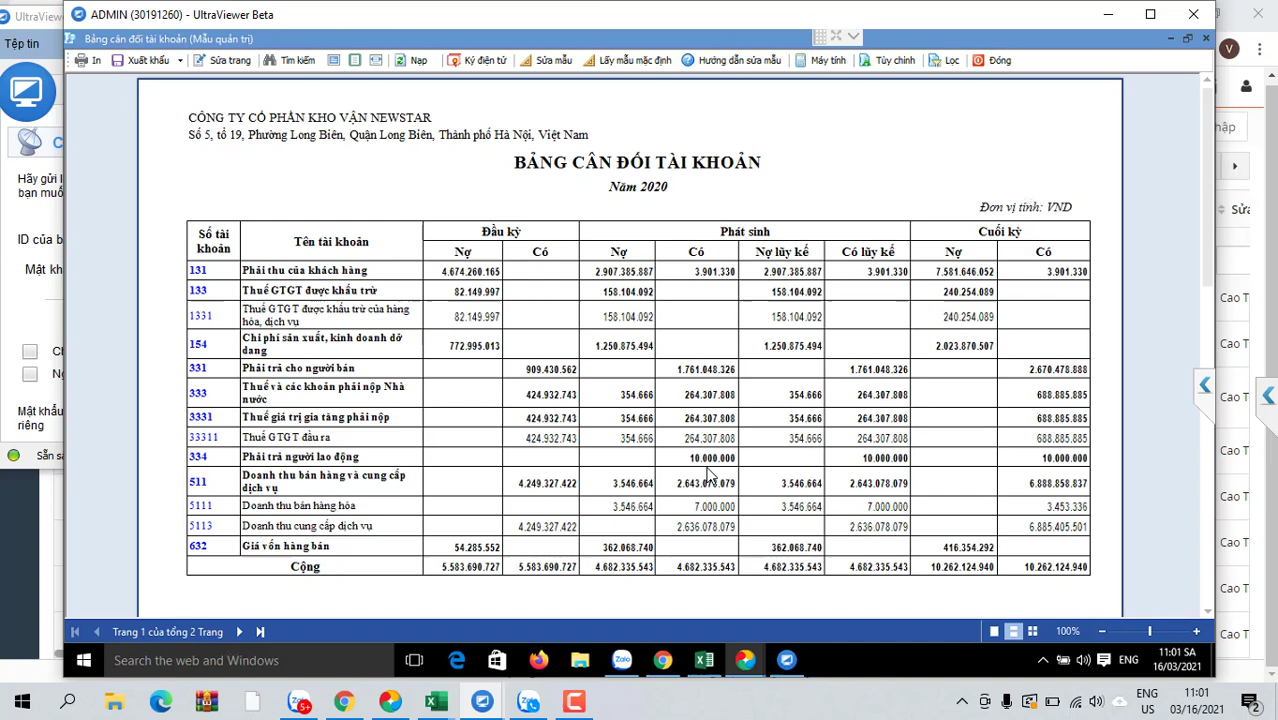 UltraViewer
Tệp tin
ID của b
Mật khẩu
riêng
ADMIN (30191260) - UltraViewer Beta
Bảng cân đối tài khoản (Mẫu quản trị)
In Xuất khẩu Sửa trang Tìm kiếm Nạp Ký điện tử Sửa mẫu Lấy mẫu mặc định Hướng dẫn sửa mẫu Máy tính Tùy chỉnh Lọc Đóng
CÔNG TY CỔ PHẦN KHO VẬN NEWSTAR
Số 5, tổ 19, Phường Long Biên, Quận Long Biên, Thành phố Hà Nội, Việt Nam
BẢNG CÂN ĐỐI TÀI KHOẢN
Năm 2020
Đơn vị tính: VND
Số tài khoản Tên tài khoản Đầu kỳ Phát sinh Cuối kỳ
Nợ Có Nợ Có Nợ lũy kế Có lũy kế Nợ Có
131 Phải thu của khách hàng 4.674.260.165 2.907.385.887 3.901.330 2.907.385.887 3.901.330 7.581.646.052 3.901.330
133 Thuế GTGT được khấu trừ 82.149.997 158.104.092 158.104.092 240.254.089
1331 Thuế GTGT được khấu trừ của hàng hóa, dịch vụ 82.149.997 158.104.092 158.104.092 240.254.089
154 Chi phí sản xuất, kinh doanh dở dang 772.995.013 1.250.875.494 1.250.875.494 2.023.870.507
331 Phải trả cho người bán 909.430.562 1.761.048.326 1.761.048.326 2.670.478.888
333 Thuế và các khoản phải nộp Nhà nước 424.932.743 354.666 264.307.808 354.666 264.307.808 688.885.885
3331 Thuế giá trị gia tăng phải nộp 424.932.743 354.666 264.307.808 354.666 264.307.808 688.885.885
33311 Thuế GTGT đầu ra 424.932.743 354.666 264.307.808 354.666 264.307.808 688.885.885
334 Phải trả người lao động 10.000.000 10.000.000 10.000.000
511 Doanh thu bán hàng và cung cấp dịch vụ 4.249.327.422 3.546.664 2.643.078.079 3.546.664 2.643.078.079 6.888.858.837
5111 Doanh thu bán hàng hóa 3.546.664 7.000.000 3.546.664 7.000.000 3.453.336
5113 Doanh thu cung cấp dịch vụ 4.249.327.422 2.636.078.079 2.636.078.079 6.885.405.501
632 Giá vốn hàng bán 54.285.552 362.068.740 362.068.740 416.354.292
Cộng 5.583.690.727 5.583.690.727 4.682.335.543 4.682.335.543 4.682.335.543 4.682.335.543 10.262.124.940 10.262.124.940
Trang 1 của tổng 2 Trang
100%
Search the web and Windows
ENG
11:01 SA
16/03/2021
V
Sửa
Cao T
Cao T
Cao T
Cao T
Cao T
Cao T
Cao T
5+
ENG
US
11:01
03/16/2021
2